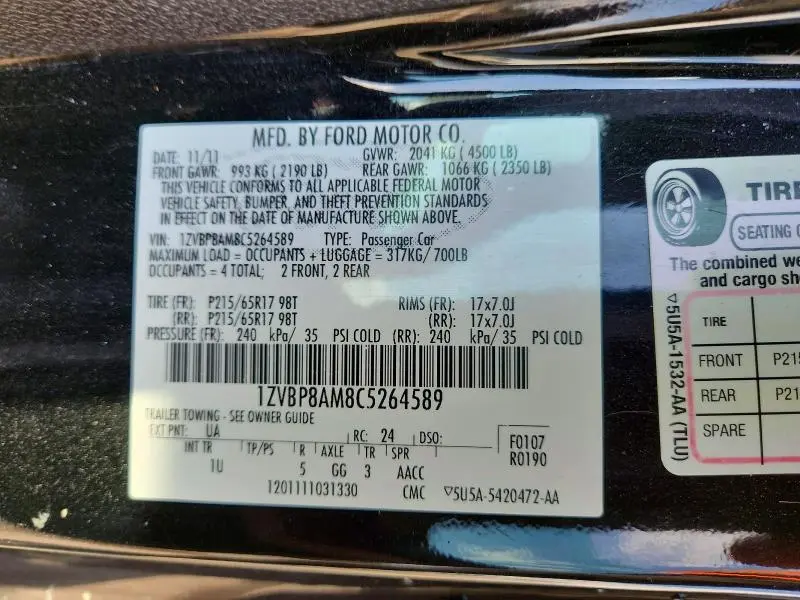 MFD. BY FORD MOTOR CO.
DATE: 11/11 GVWR: 2041 KG ( 4500 LB)
FRONT GAWR: 993 KG ( 2190 LB) REAR GAWR: 1066 KG ( 2350 LB)
THIS VEHICLE CONFORMS TO ALL APPLICABLE FEDERAL MOTOR
VEHICLE SAFETY, BUMPER, AND THEFT PREVENTION STANDARDS
IN EFFECT ON THE DATE OF MANUFACTURE SHOWN ABOVE.
VIN: 1ZVBP8AM8C5264589 TYPE: Passenger Car
MAXIMUM LOAD = OCCUPANTS + LUGGAGE = 317KG/ 700LB
OCCUPANTS = 4 TOTAL; 2 FRONT, 2 REAR
TIRE (FR): P215/65R17 98T RIMS (FR): 17x7.0J
(RR): P215/65R17 98T (RR): 17x7.0J
PRESSURE (FR): 240 kPa/ 35 PSI COLD (RR): 240 kPa/ 35 PSI COLD
1ZVBP8AM8C5264589
TRAILER TOWING - SEE OWNER GUIDE
EXT PNT: UA RC: 24 DSO: F0107
INT TR TP/PS R AXLE TR SPR R0190
1U 5 GG 3 AACC
1201111031330 CMC ▽5U5A-5420472-AA
TIRE
SEATING
The combined
and cargo
TIRE
FRONT
REAR
SPARE
▽5U5A-1532-AA (TLU)